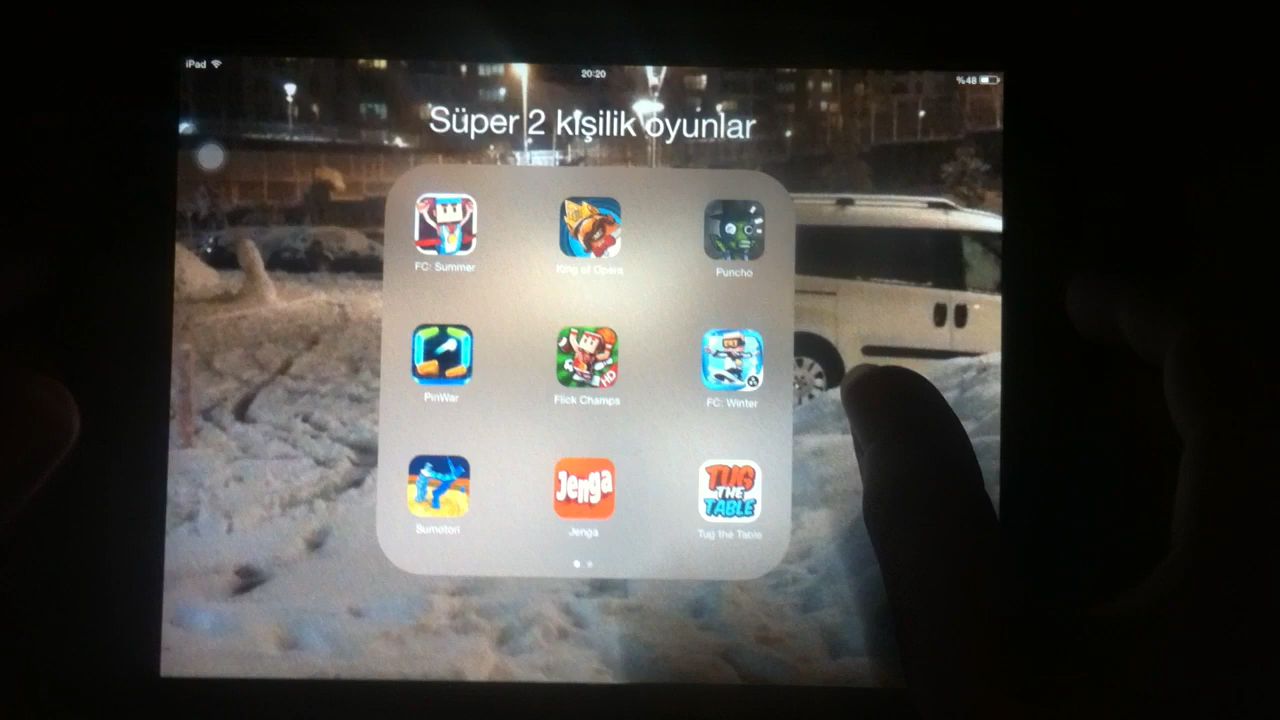 iPad 20:20 %48
Süper 2 kişilik oyunlar
FC: Summer King of Opera Puncho
PinWar Flick Champs FC: Winter
HD
Sumotori Jenga Tug the Table
Jenga
TUG
THE
TABLE